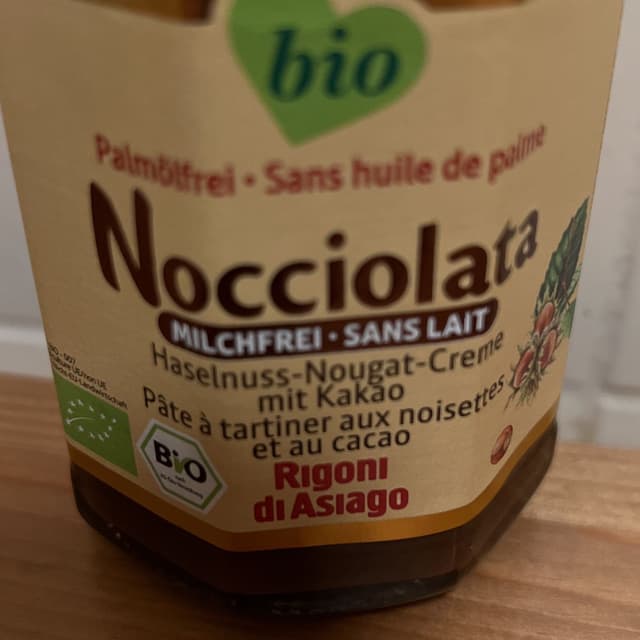 bio
Palmölfrei • Sans huile de palme
Nocciolata
MILCHFREI • SANS LAIT
Haselnuss-Nougat-Creme
mit Kakao
Pâte à tartiner aux noisettes
et au cacao
Rigoni
di Asiago
BIO